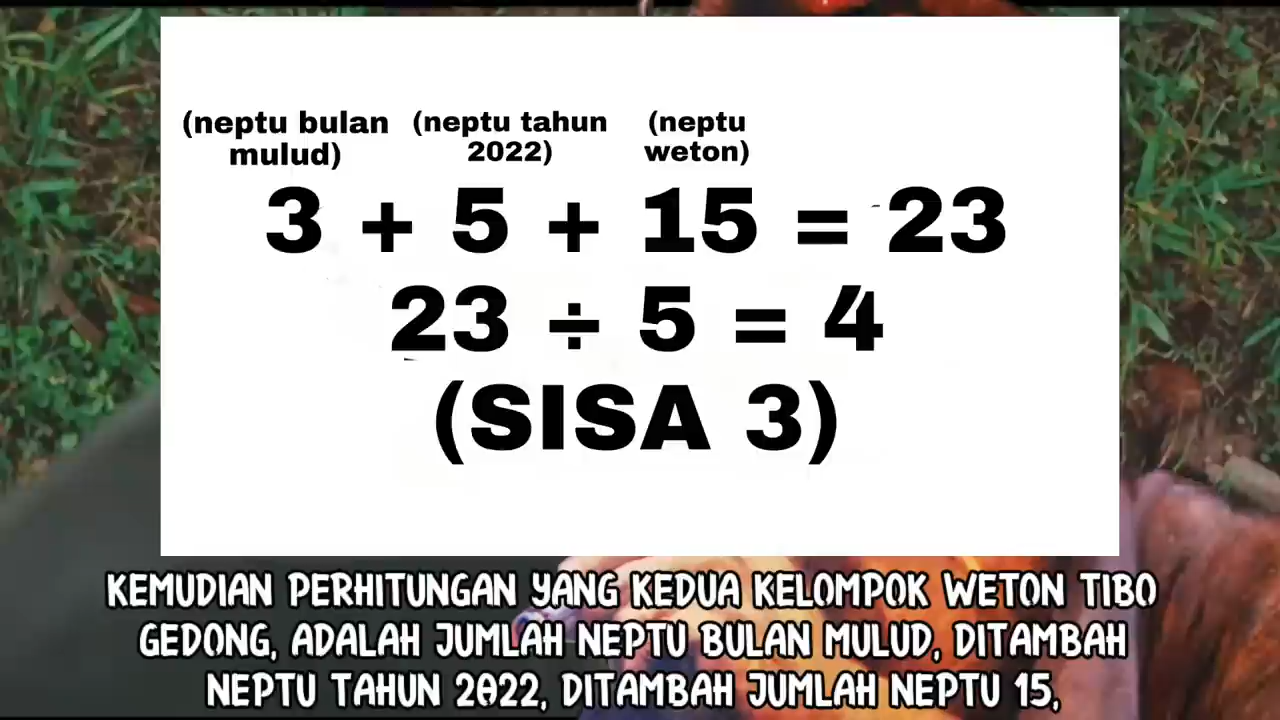 (neptu bulan mulud) (neptu tahun 2022) (neptu weton)
3 + 5 + 15 = 23
23 ÷ 5 = 4
(SISA 3)
KEMUDIAN PERHITUNGAN YANG KEDUA KELOMPOK WETON TIBO
GEDONG, ADALAH JUMLAH NEPTU BULAN MULUD, DITAMBAH
NEPTU TAHUN 2022, DITAMBAH JUMLAH NEPTU 15,